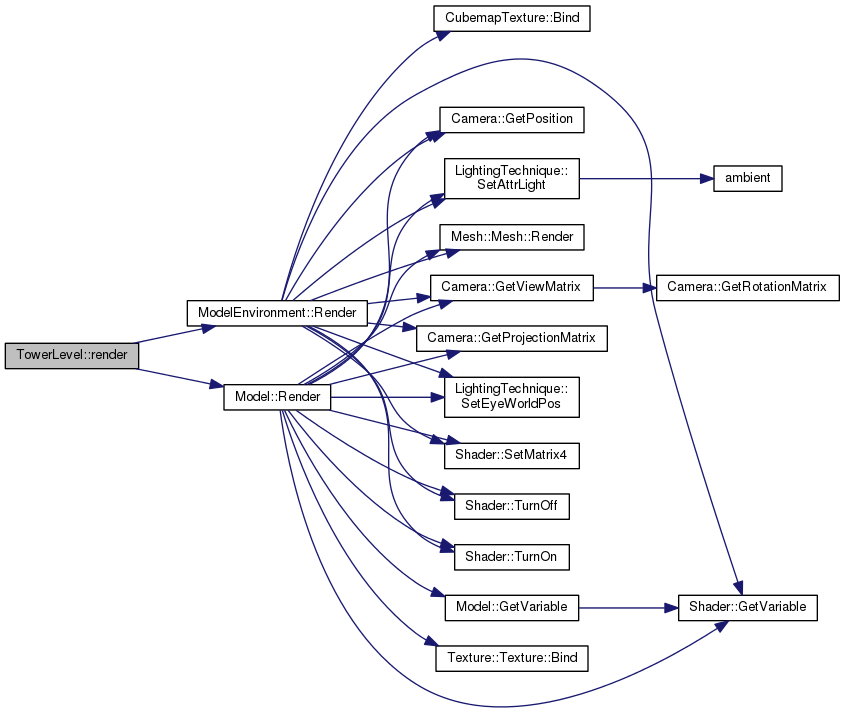 CubemapTexture::Bind
Camera::GetPosition
LightingTechnique::
SetAttrLight
ambient
Mesh::Mesh::Render
Camera::GetViewMatrix
Camera::GetRotationMatrix
ModelEnvironment::Render
Camera::GetProjectionMatrix
TowerLevel::render
Model::Render
LightingTechnique::
SetEyeWorldPos
Shader::SetMatrix4
Shader::TurnOff
Shader::TurnOn
Model::GetVariable
Shader::GetVariable
Texture::Texture::Bind